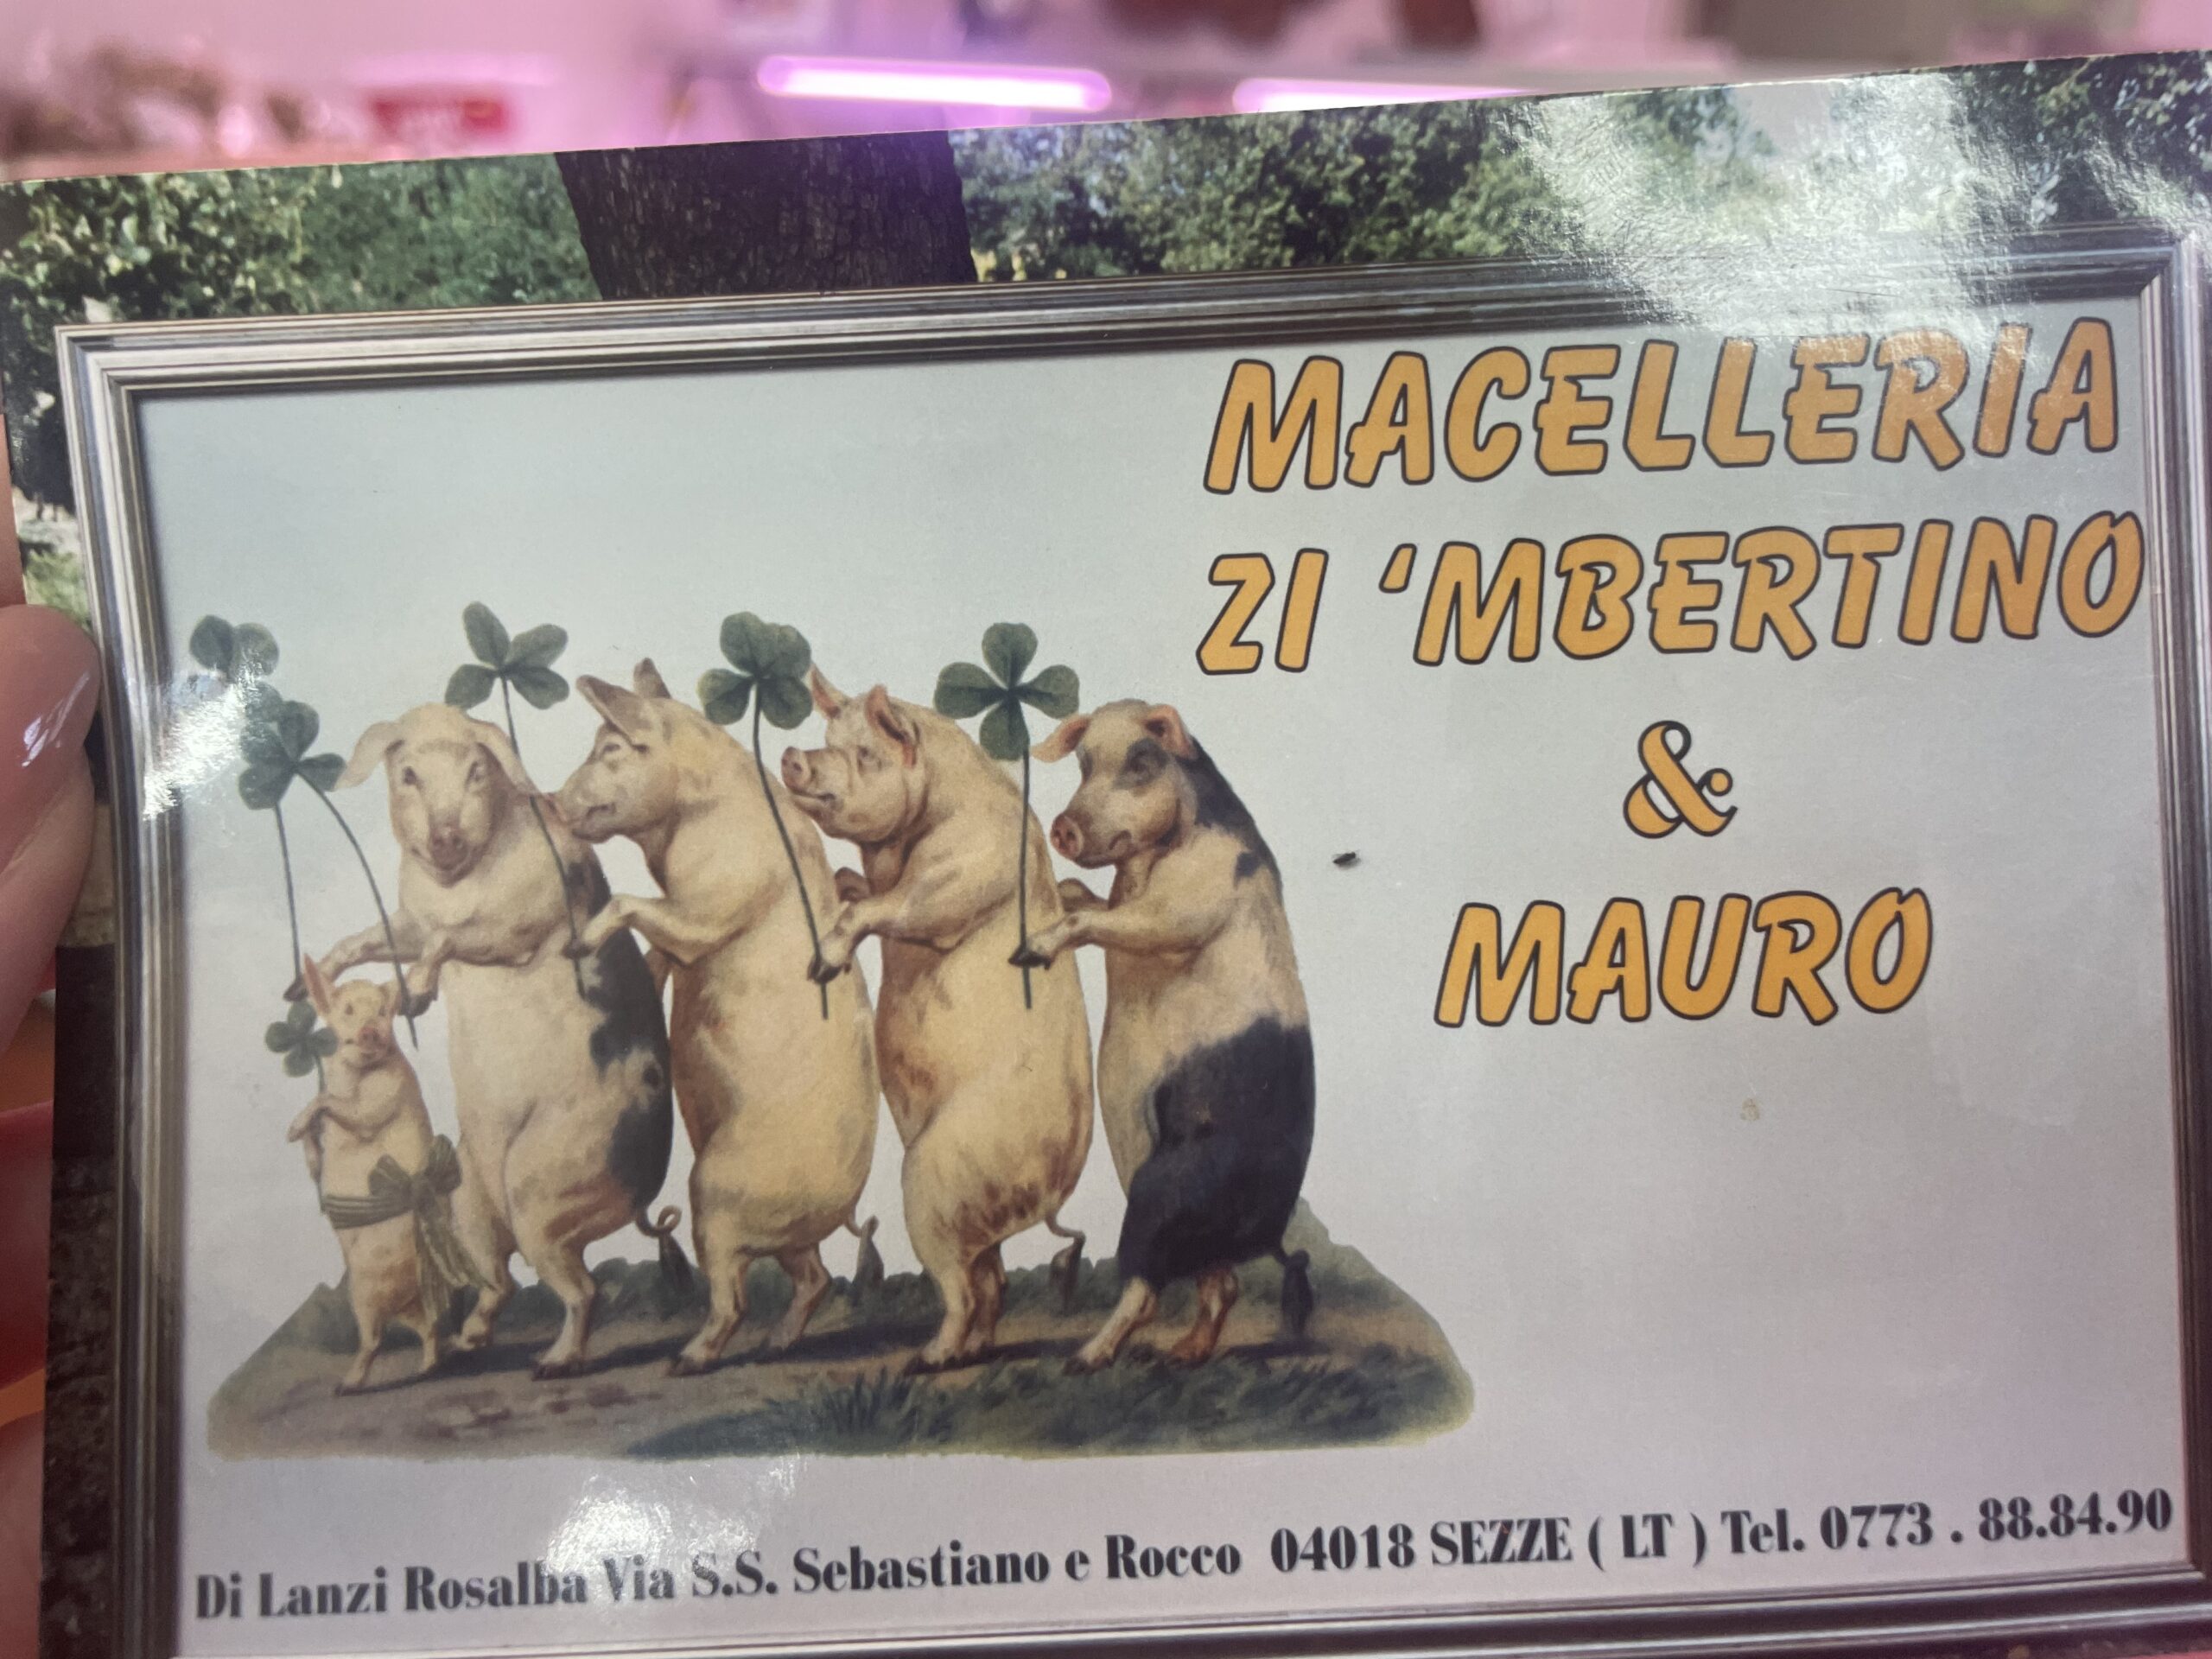 MACELLERIA
ZI ‘MBERTINO
&
MAURO
Di Lanzi Rosalba Via S.S. Sebastiano e Rocco 04018 SEZZE ( LT ) Tel. 0773 . 88.84.90